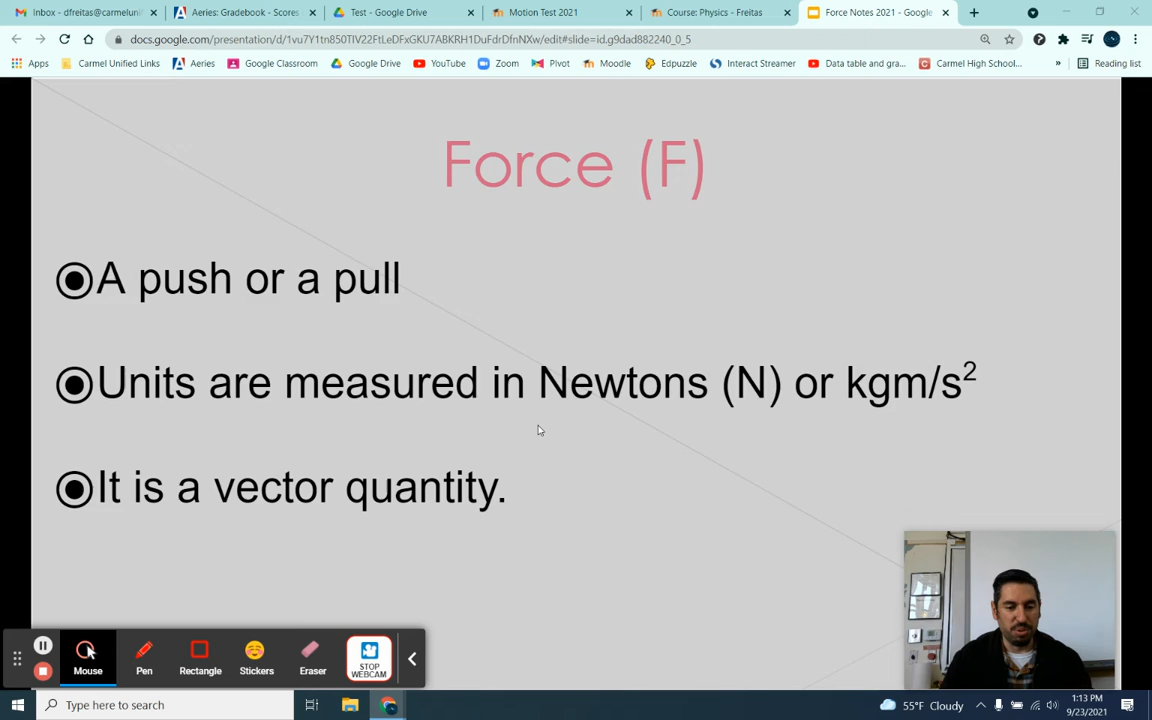 Inbox - dfreitas@carmeluni
Aeries: Gradebook - Scores
Test - Google Drive
Motion Test 2021
Course: Physics - Freitas
Force Notes 2021 - Google
docs.google.com/presentation/d/1vu7Y1tn850TIV22FtLeDFxGKU7ABKRH1DuFdrDfnNXw/edit#slide=id.g9dad882240_0_5
Apps
Carmel Unified Links
Aeries
Google Classroom
Google Drive
YouTube
Zoom
Pivot
Moodle
Edpuzzle
Interact Streamer
Data table and gra...
Carmel High School...
»
Reading list
Force (F)
A push or a pull
Units are measured in Newtons (N) or kgm/s²
It is a vector quantity.
Mouse
Pen
Rectangle
Stickers
Eraser
STOP
WEBCAM
Type here to search
55°F Cloudy
1:13 PM
9/23/2021